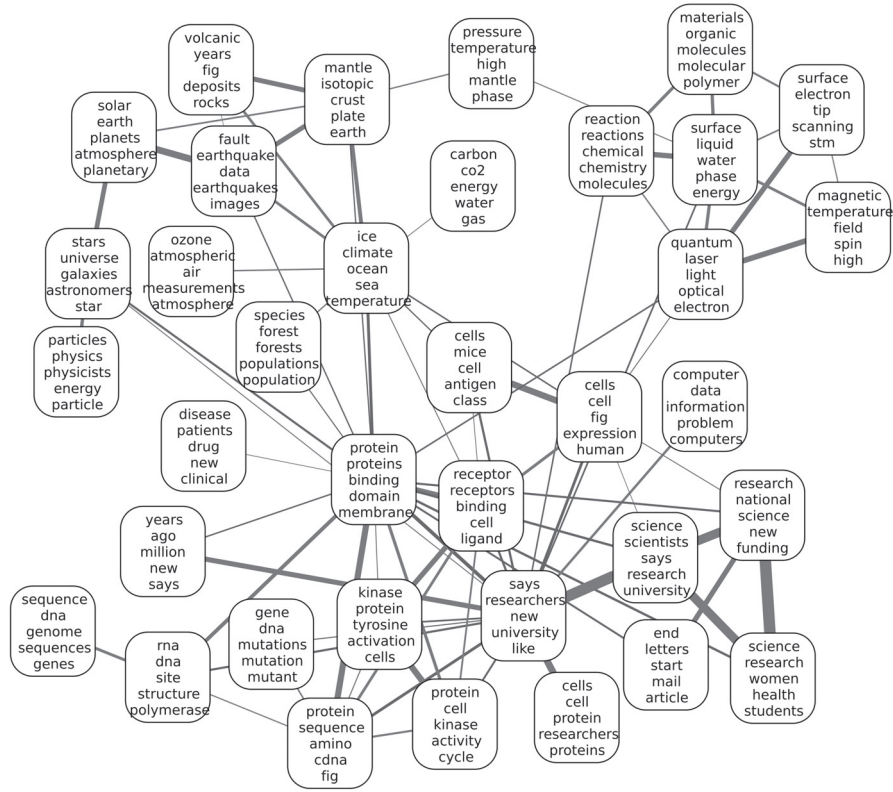 materials
organic
molecules
molecular
polymer
pressure
temperature
high
mantle
phase
volcanic
years
fig
deposits
rocks
mantle
isotopic
crust
plate
earth
surface
electron
tip
scanning
stm
solar
earth
planets
atmosphere
planetary
reaction
reactions
chemical
chemistry
molecules
surface
liquid
water
phase
energy
fault
earthquake
data
earthquakes
images
carbon
co2
energy
water
gas
magnetic
temperature
field
spin
high
stars
universe
galaxies
astronomers
star
ozone
atmospheric
air
measurements
atmosphere
ice
climate
ocean
sea
temperature
quantum
laser
light
optical
electron
species
forest
forests
populations
population
particles
physics
physicists
energy
particle
cells
mice
cell
antigen
class
cells
cell
fig
expression
human
computer
data
information
problem
computers
disease
patients
drug
new
clinical
protein
proteins
binding
domain
membrane
receptor
receptors
binding
cell
ligand
research
national
science
new
funding
years
ago
million
new
says
science
scientists
says
research
university
sequence
dna
genome
sequences
genes
gene
dna
mutations
mutation
mutant
kinase
protein
tyrosine
activation
cells
says
researchers
new
university
like
rna
dna
site
structure
polymerase
end
letters
start
mail
article
science
research
women
health
students
protein
sequence
amino
cdna
fig
protein
cell
kinase
activity
cycle
cells
cell
protein
researchers
proteins